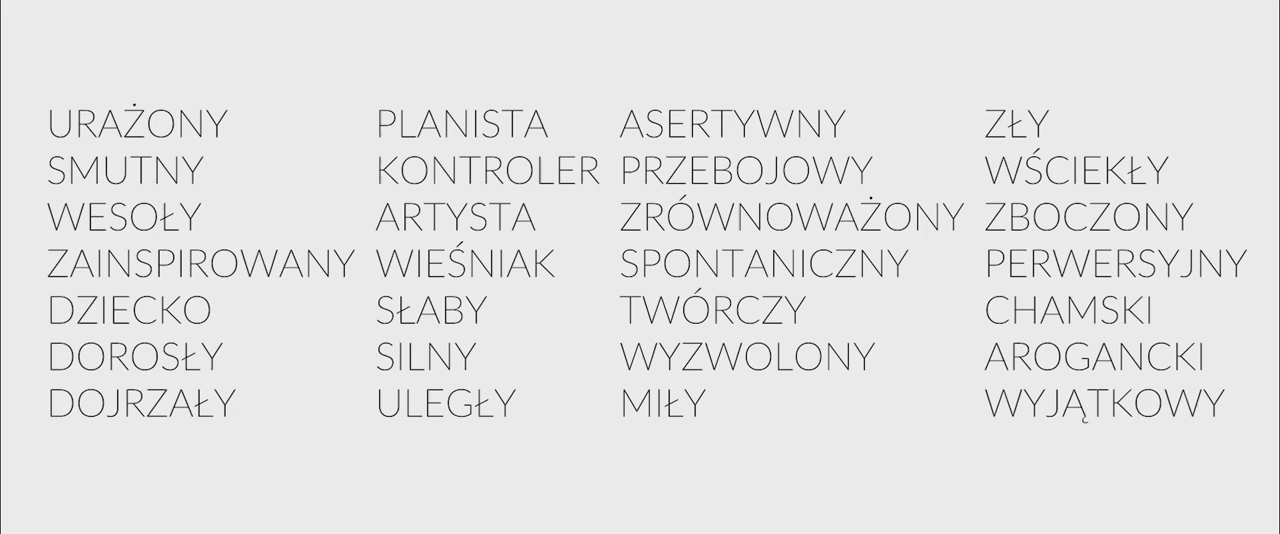 URAŻONY
SMUTNY
WESOŁY
ZAINSPIROWANY
DZIECKO
DOROSŁY
DOJRZAŁY
PLANISTA
KONTROLER
ARTYSTA
WIEŚNIAK
SŁABY
SILNY
ULEGŁY
ASERTYWNY
PRZEBOJOWY
ZRÓWNOWAŻONY
SPONTANICZNY
TWÓRCZY
WYZWOLONY
MIŁY
ZŁY
WŚCIEKŁY
ZBOCZONY
PERWERSYJNY
CHAMSKI
AROGANCKI
WYJĄTKOWY